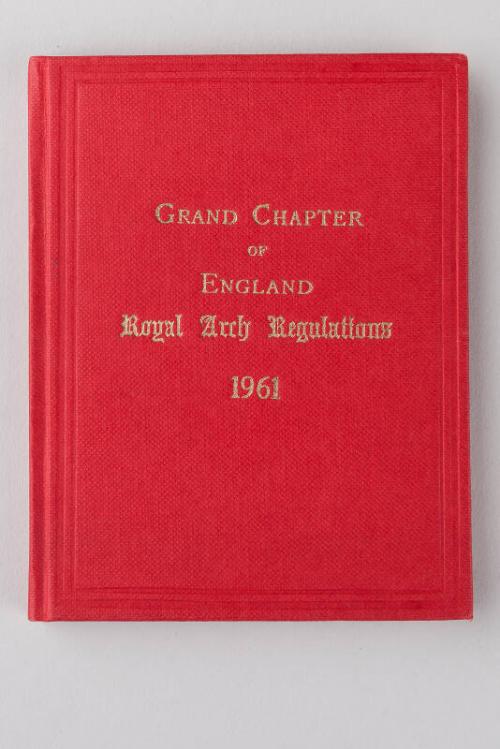 Grand Chapter
of
England
Royal Arch Regulations
1961